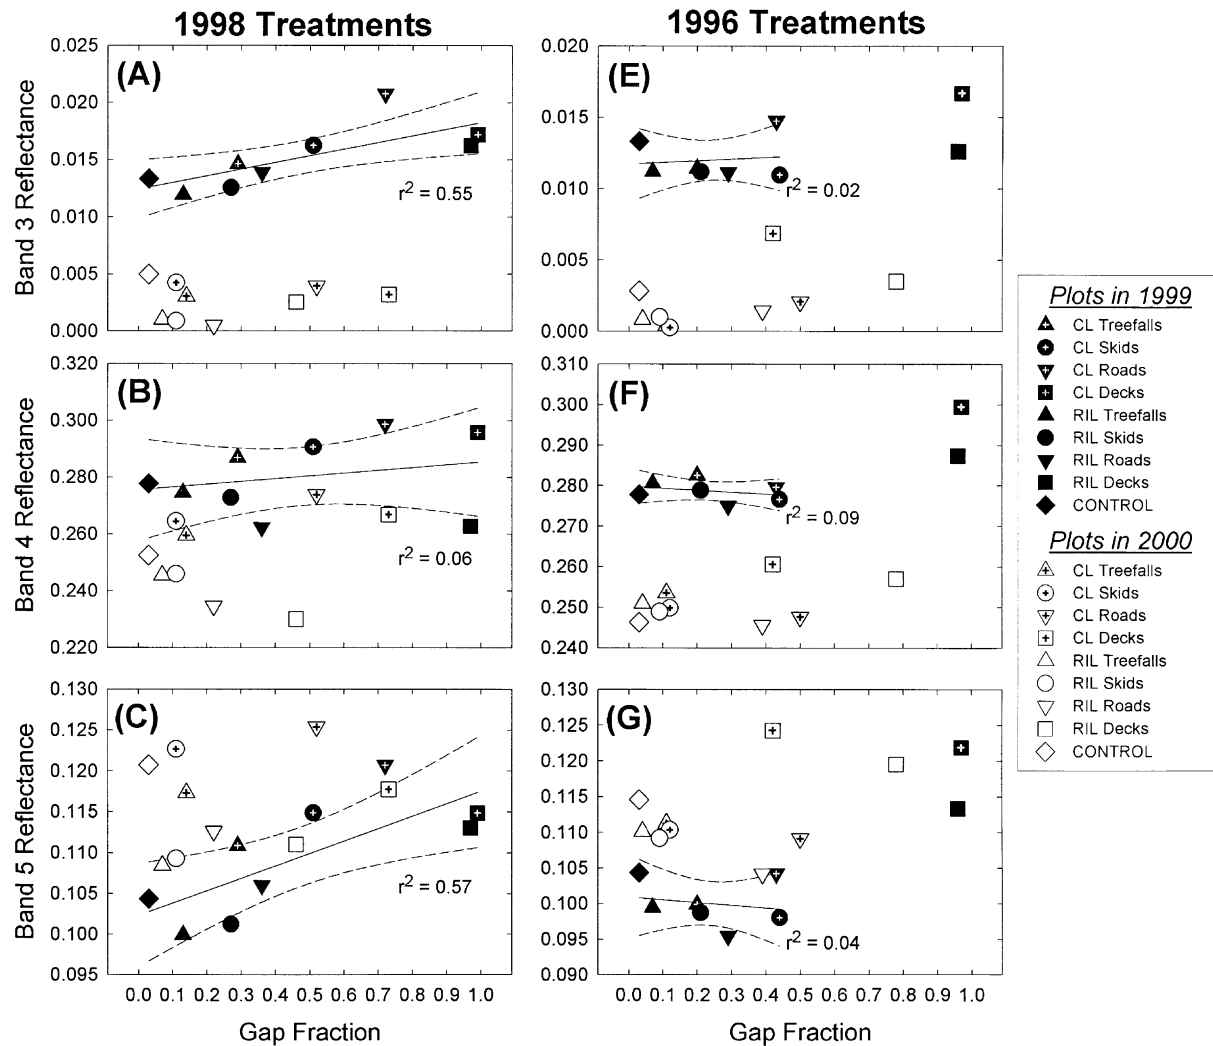 1998 Treatments
1996 Treatments
(A)
Band 3 Reflectance
0.025
0.020
0.015
0.010
0.005
0.000
r2 = 0.55
(E)
0.020
0.015
0.010
0.005
0.000
r2 = 0.02
(B)
Band 4 Reflectance
0.320
0.300
0.280
0.260
0.240
0.220
r2 = 0.06
(F)
0.310
0.300
0.290
0.280
0.270
0.260
0.250
0.240
r2 = 0.09
(C)
Band 5 Reflectance
0.130
0.125
0.120
0.115
0.110
0.105
0.100
0.095
r2 = 0.57
0.0 0.1 0.2 0.3 0.4 0.5 0.6 0.7 0.8 0.9 1.0
Gap Fraction
(G)
0.130
0.125
0.120
0.115
0.110
0.105
0.100
0.095
0.090
r2 = 0.04
0.0 0.1 0.2 0.3 0.4 0.5 0.6 0.7 0.8 0.9 1.0
Gap Fraction
Plots in 1999
CL Treefalls
CL Skids
CL Roads
CL Decks
RIL Treefalls
RIL Skids
RIL Roads
RIL Decks
CONTROL
Plots in 2000
CL Treefalls
CL Skids
CL Roads
CL Decks
RIL Treefalls
RIL Skids
RIL Roads
RIL Decks
CONTROL